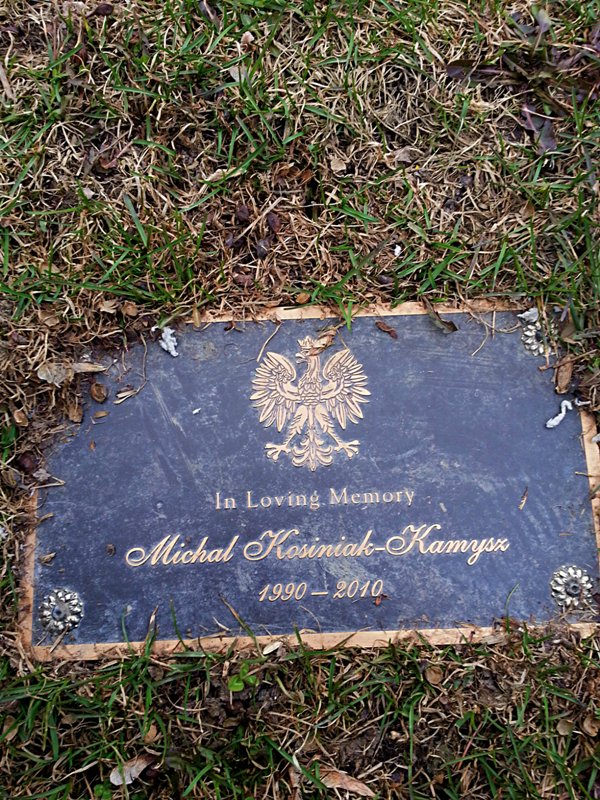 In Loving Memory
Michal Kosiniak-Kamysz
1990 – 2010